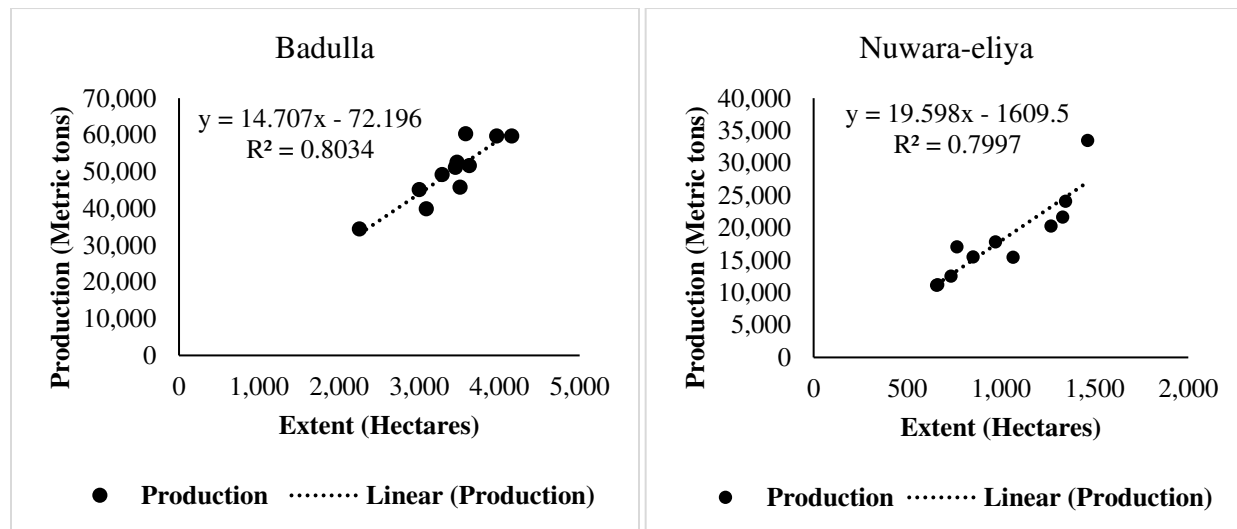 Badulla
y = 14.707x - 72.196
R² = 0.8034
Production (Metric tons)
70,000
60,000
50,000
40,000
30,000
20,000
10,000
0
0 1,000 2,000 3,000 4,000 5,000
Extent (Hectares)
Production Linear (Production)
Nuwara-eliya
y = 19.598x - 1609.5
R² = 0.7997
Production (Metric tons)
40,000
35,000
30,000
25,000
20,000
15,000
10,000
5,000
0
0 500 1,000 1,500 2,000
Extent (Hectares)
Production Linear (Production)